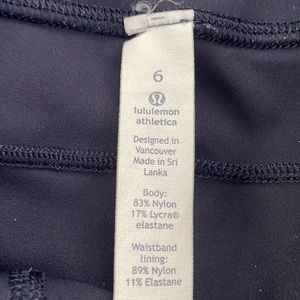 6
lululemon
athletica
Designed in
Vancouver
Made in Sri
Lanka
Body:
83% Nylon
17% Lycra®
elastane
Waistband
lining:
89% Nylon
11% Elastane